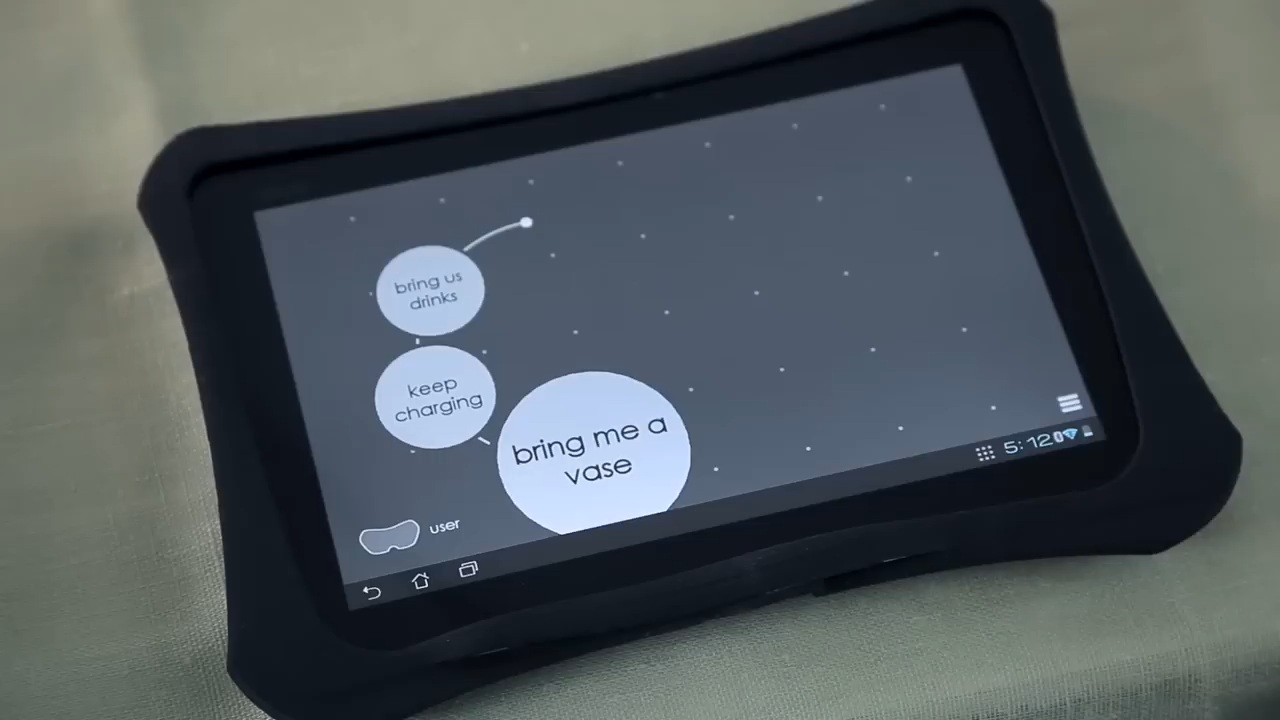 bring us
drinks
keep
charging
bring me a
vase
user
5:12